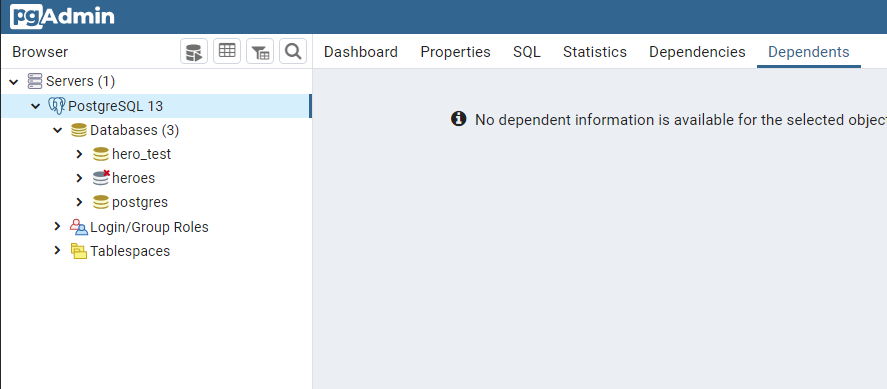 pgAdmin
Browser
Dashboard Properties SQL Statistics Dependencies Dependents
Servers (1)
PostgreSQL 13
Databases (3)
hero_test
heroes
postgres
Login/Group Roles
Tablespaces
No dependent information is available for the selected objec